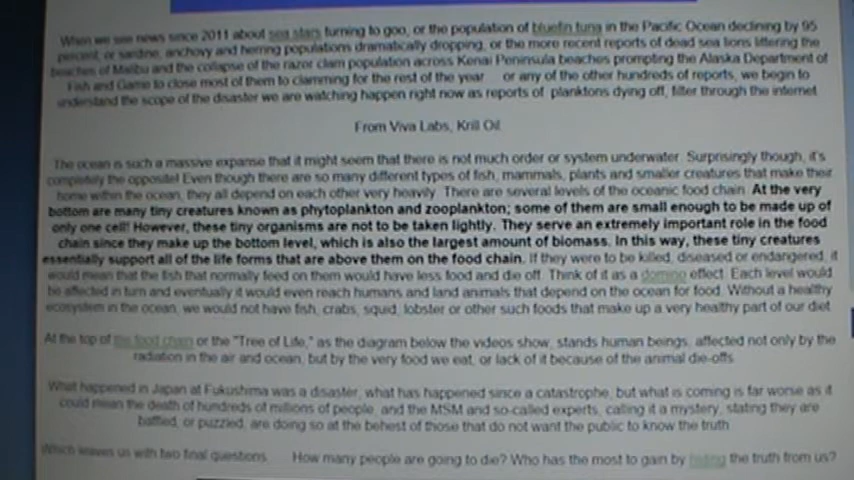 When we see news since 2011 about sea stars turning to goo, or the population of bluefin tuna in the Pacific Ocean declining by 95
percent, or sardine, anchovy and herring populations dramatically dropping, or the more recent reports of dead sea lions littering the
beaches of Malibu and the collapse of the razor clam population across Kenai Peninsula beaches prompting the Alaska Department of
Fish and Game to close most of them to clamming for the rest of the year or any of the other hundreds of reports, we begin to
understand the scope of the disaster we are watching happen right now as reports of planktons dying off, filter through the internet
From Viva Labs, Krill Oil
The ocean is such a massive expanse that it might seem that there is not much order or system underwater. Surprisingly though, it's
completely the opposite! Even though there are so many different types of fish, mammals, plants and smaller creatures that make their
home within the ocean, they all depend on each other very heavily. There are several levels of the oceanic food chain. At the very
bottom are many tiny creatures known as phytoplankton and zooplankton; some of them are small enough to be made up of
only one cell! However, these tiny organisms are not to be taken lightly. They serve an extremely important role in the food
chain since they make up the bottom level, which is also the largest amount of biomass. In this way, these tiny creatures
essentially support all of the life forms that are above them on the food chain. If they were to be killed, diseased or endangered, it
would mean that the fish that normally feed on them would have less food and die off. Think of it as a domino effect. Each level would
be affected in turn and eventually it would even reach humans and land animals that depend on the ocean for food. Without a healthy
ecosystem in the ocean, we would not have fish, crabs, squid, lobster or other such foods that make up a very healthy part of our diet.
At the top of the food chain or the "Tree of Life," as the diagram below the videos show, stands human beings, affected not only by the
radiation in the air and ocean, but by the very food we eat, or lack of it because of the animal die-offs.
What happened in Japan at Fukushima was a disaster, what has happened since a catastrophe, but what is coming is far worse as it
could mean the death of hundreds of millions of people, and the MSM and so-called experts, calling it a mystery, stating they are
baffled, or puzzled, are doing so at the behest of those that do not want the public to know the truth.
Which leaves us with two final questions.... How many people are going to die? Who has the most to gain by hiding the truth from us?